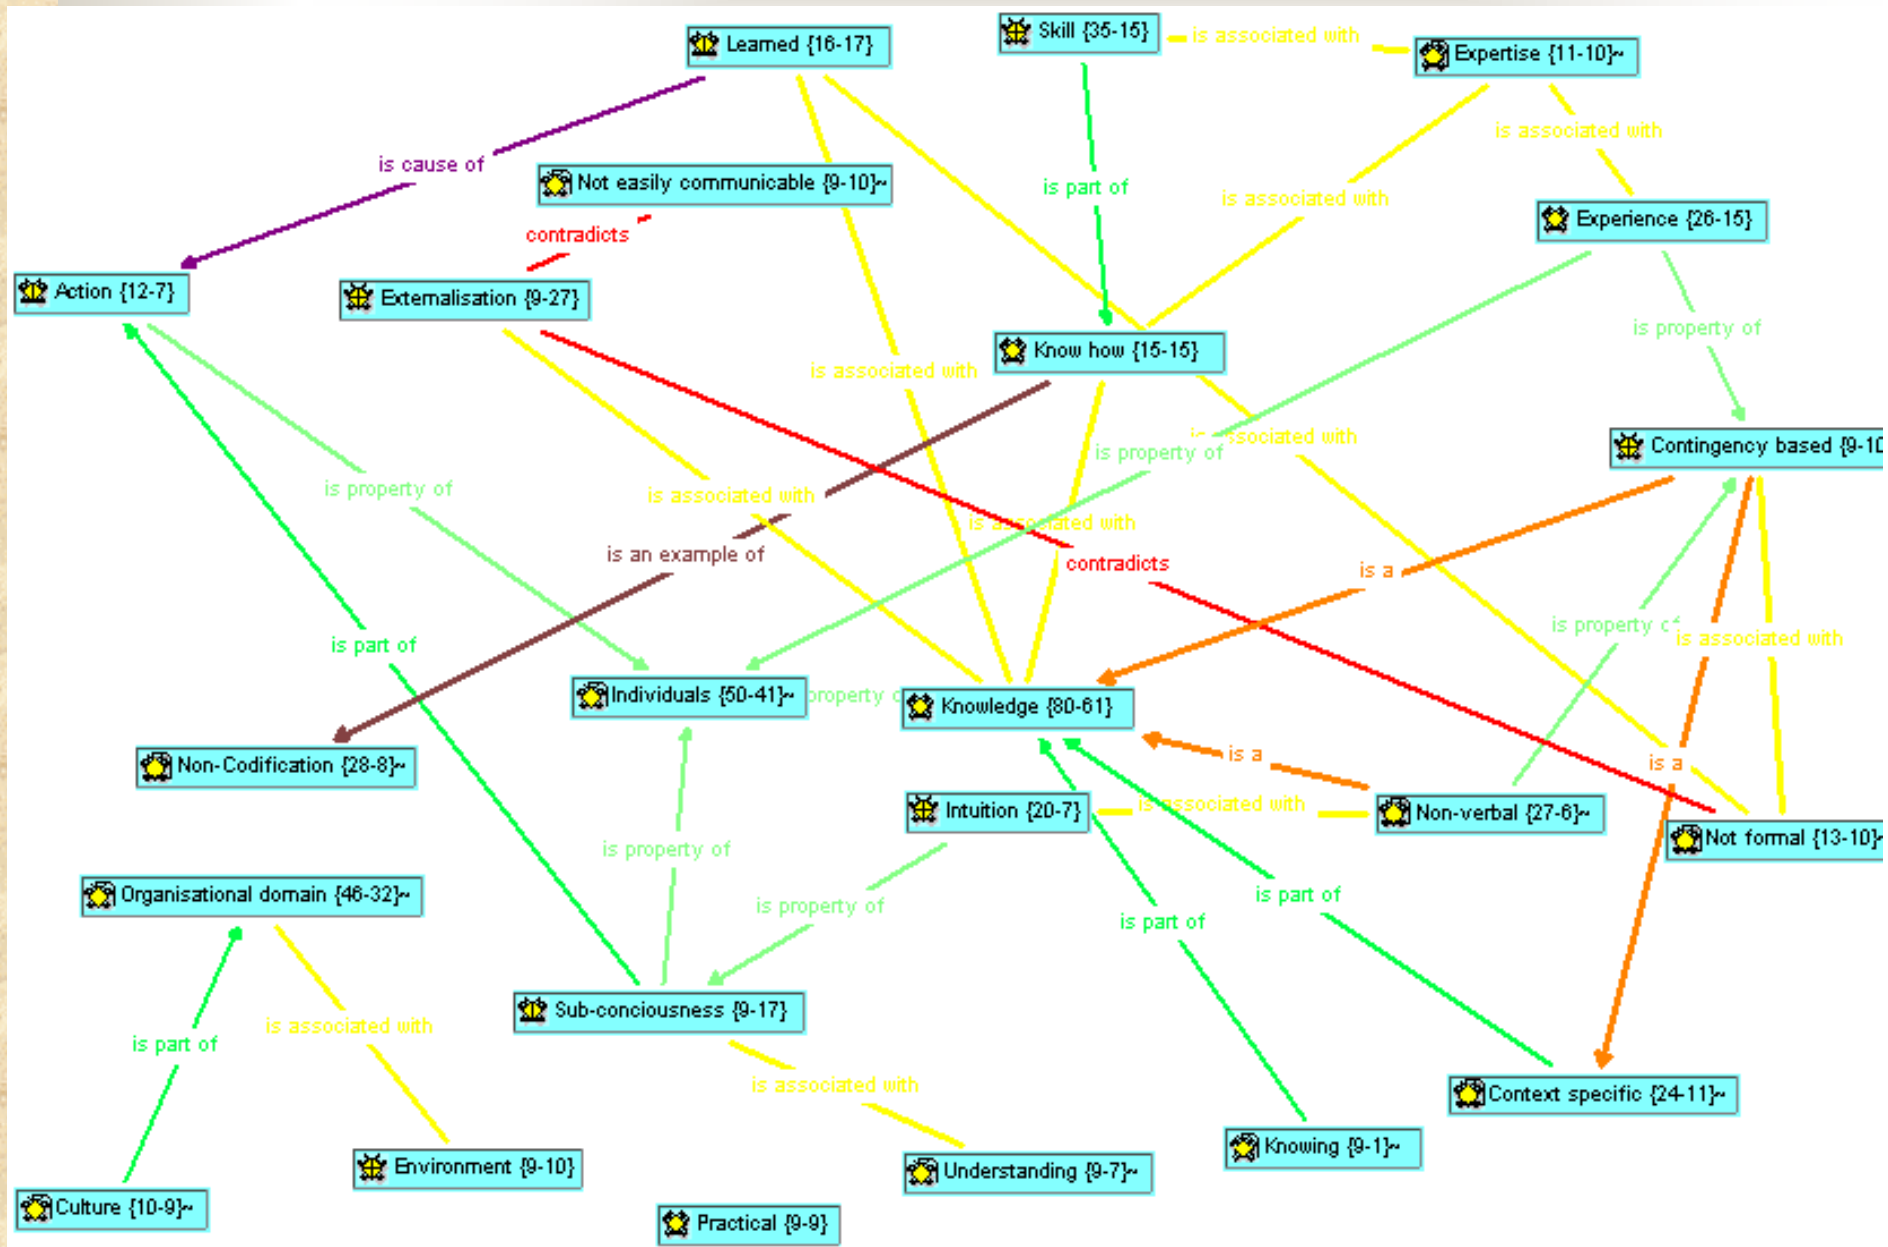 Learned {16-17}
Skill {35-15}
is associated with
Expertise {11-10}~
is associated with
is cause of
Not easily communicable {9-10}~
is part of
is associated with
Experience {26-15}
contradicts
Action {12-7}
Externalisation {9-27}
is property of
Know how {15-15}
is associated with
is associated with
is property of
Contingency based {9-10
is property of
is associated with
is associated with
is an example of
contradicts
is a
is property of
is associated with
is part of
Individuals {50-41}~
property
Knowledge {80-61}
Non-Codification {28-8}~
is a
is a
Intuition {20-7}
is associated with
Non-verbal {27-6}~
Not formal {13-10}~
is property of
Organisational domain {46-32}~
is property of
is part of
is part of
Sub-conciousness {9-17}
is associated with
is part of
is associated with
Context specific {24-11}~
Environment {9-10}
Understanding {9-7}~
Knowing {9-1}~
Culture {10-9}~
Practical {9-9}